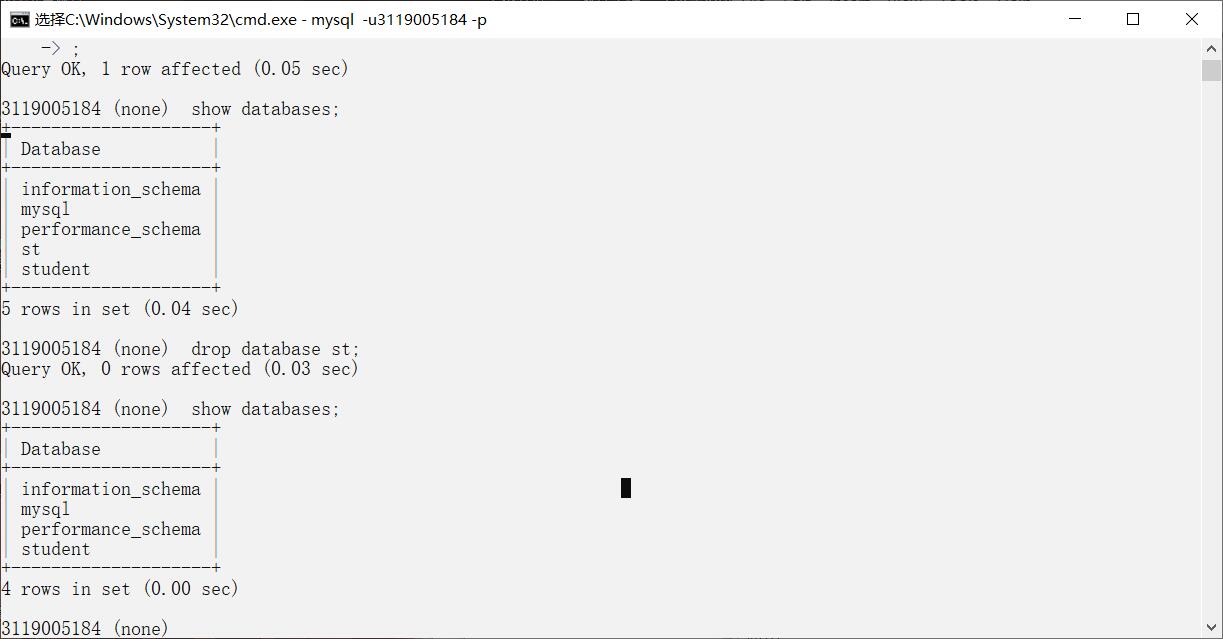 选择C:\Windows\System32\cmd.exe - mysql  -u3119005184 -p
    -> ;
Query OK, 1 row affected (0.05 sec)
3119005184 (none)  show databases;
+--------------------+
| Database           |
+--------------------+
| information_schema |
| mysql              |
| performance_schema |
| st                 |
| student            |
+--------------------+
5 rows in set (0.04 sec)
3119005184 (none)  drop database st;
Query OK, 0 rows affected (0.03 sec)
3119005184 (none)  show databases;
+--------------------+
| Database           |
+--------------------+
| information_schema |
| mysql              |
| performance_schema |
| student            |
+--------------------+
4 rows in set (0.00 sec)
3119005184 (none)